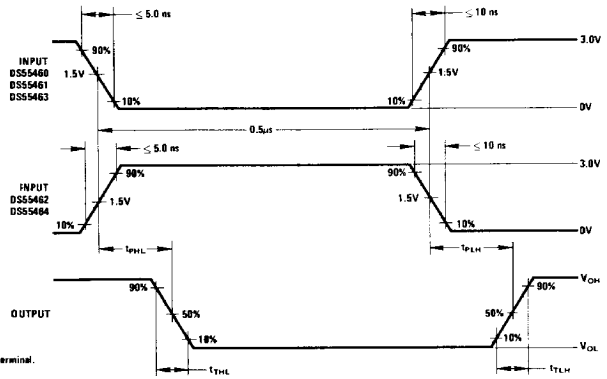 ≤ 5.0 ns
≤ 10 ns
INPUT
DS55460
DS55461
DS55463
90%
1.5V
10%
90%
1.5V
10%
3.0V
0V
0.5μs
≤ 5.0 ns
≤ 10 ns
INPUT
DS55462
DS55464
90%
1.5V
10%
90%
1.5V
10%
3.0V
0V
tPHL
tPLH
OUTPUT
90%
50%
10%
90%
50%
10%
VOH
VOL
terminal.
tTHL
tTLH